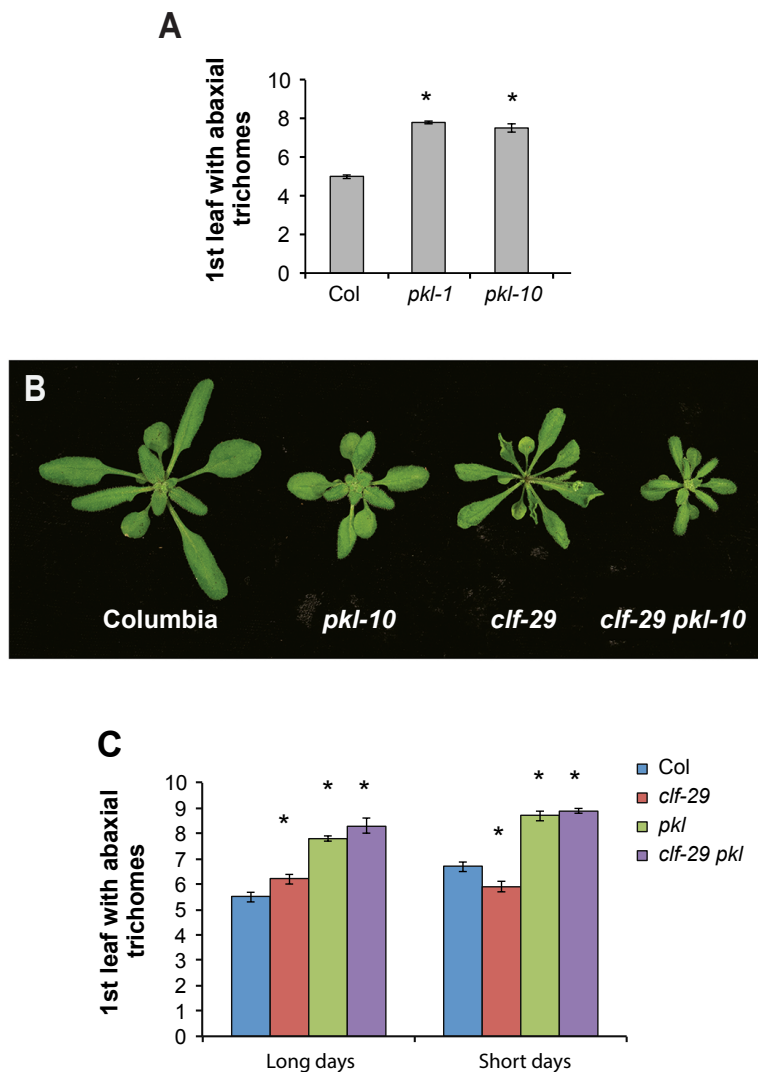 A
1st leaf with abaxial
trichomes
10
8
6
4
2
0
*
*
Col
pkl-1
pkl-10
B
Columbia
pkl-10
clf-29
clf-29 pkl-10
C
1st leaf with abaxial
trichomes
10
9
8
7
6
5
4
3
2
1
0
*
*
*
*
*
*
Long days
Short days
Col
clf-29
pkl
clf-29 pkl